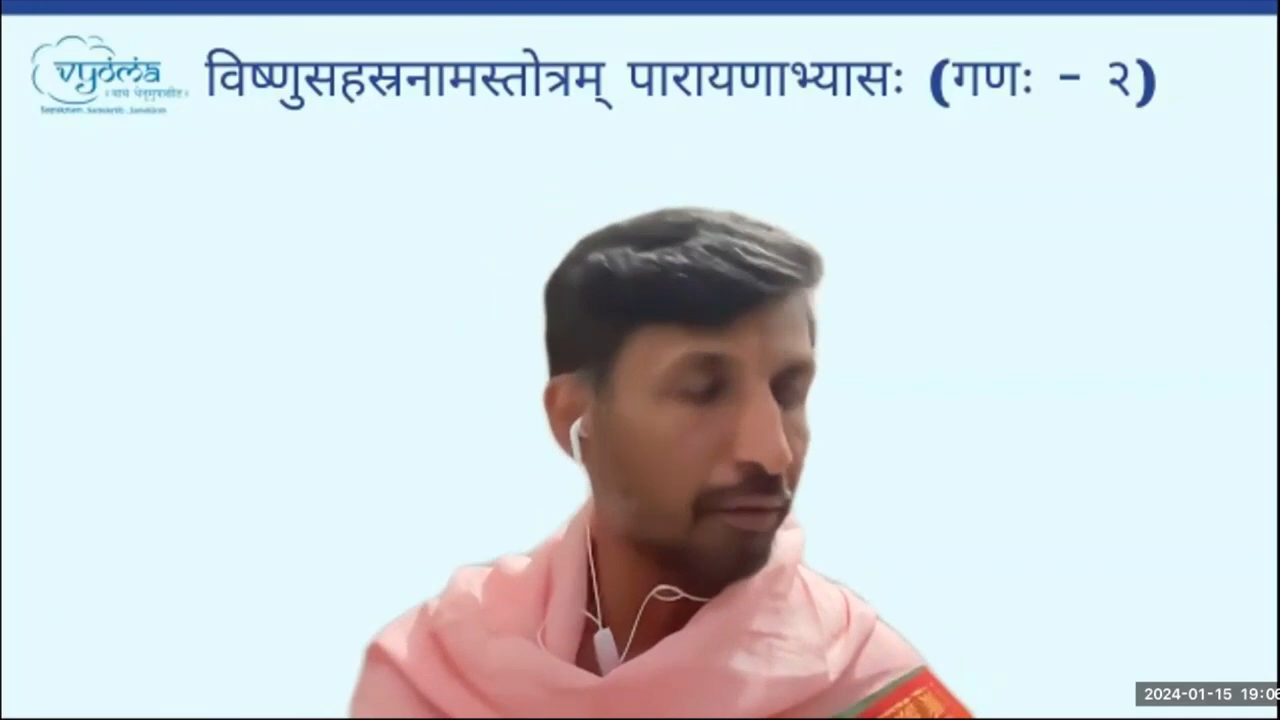 vyoma
विष्णुसहस्रनामस्तोत्रम् पारायणाभ्यासः (गणः - २)
2024-01-15 19:06